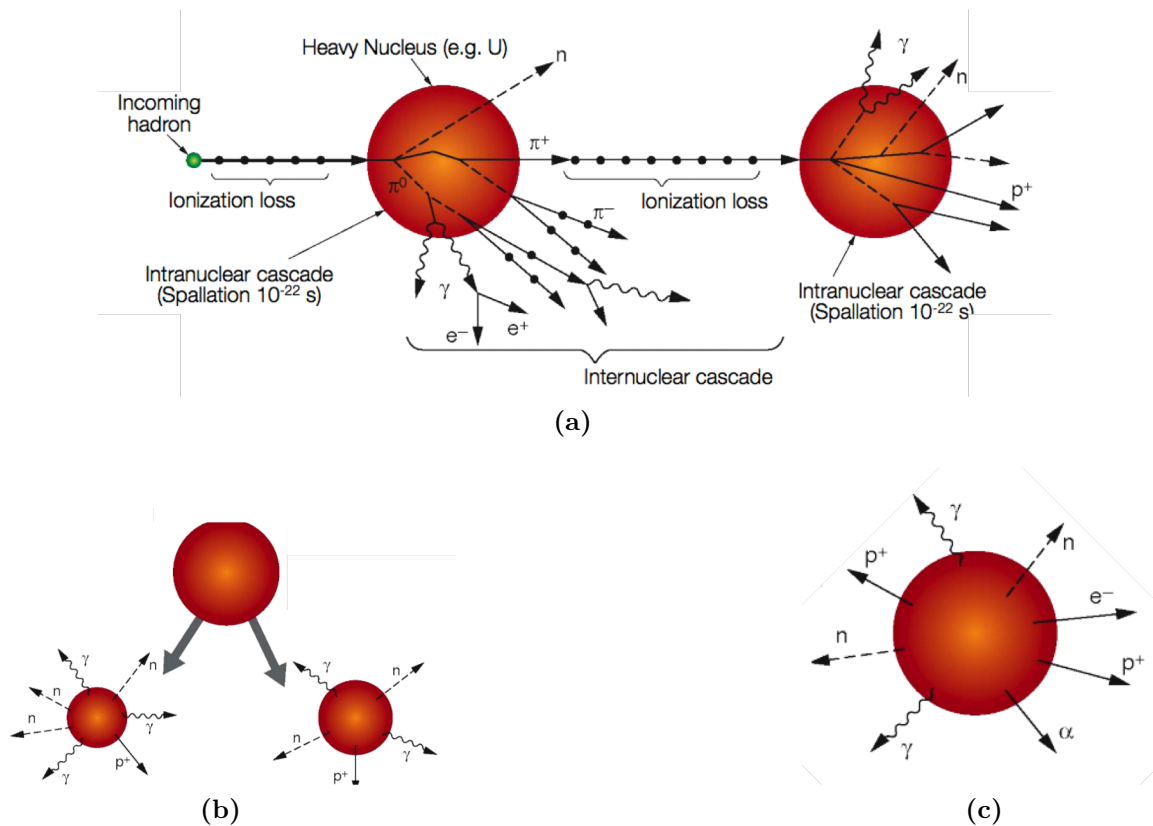 Heavy Nucleus (e.g. U)
n
γ
n
Incoming
hadron
π⁺
Ionization loss
π⁰
π⁻
Ionization loss
p⁺
Intranuclear cascade
(Spallation 10⁻²² s)
γ
e⁻
e⁺
Intranuclear cascade
(Spallation 10⁻²² s)
Internuclear cascade
(a)
γ
n
n
n
γ
γ
p⁺
γ
n
n
γ
p⁺
(b)
γ
n
p⁺
e⁻
n
p⁺
γ
α
(c)